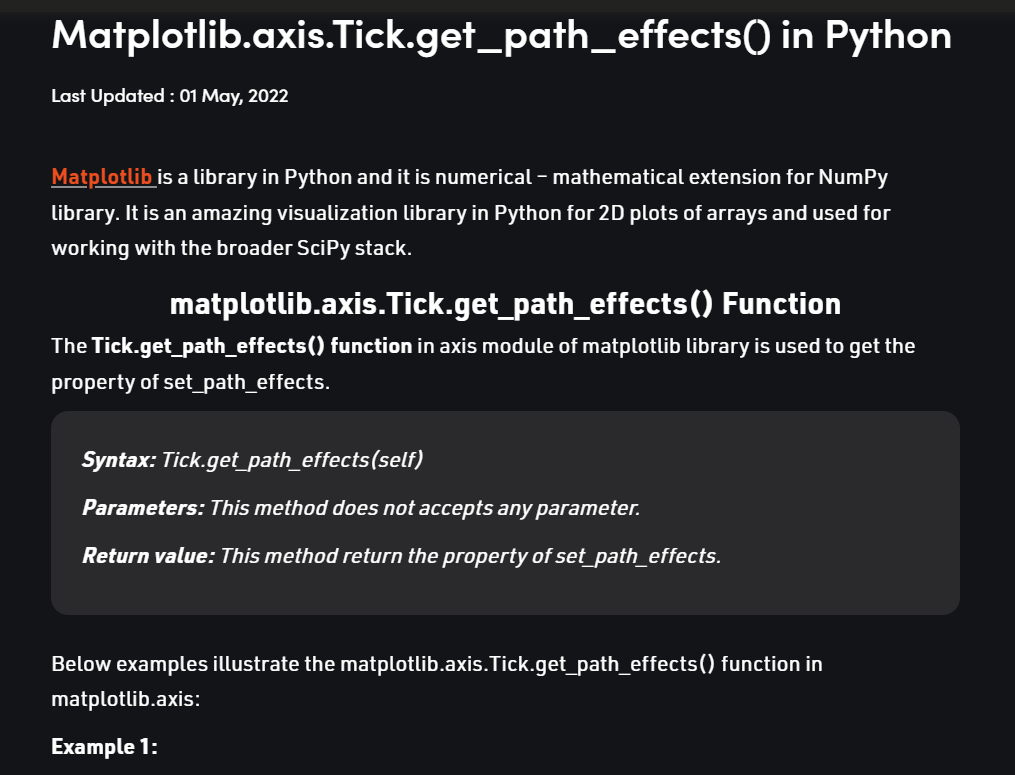 Matplotlib.axis.Tick.get_path_effects() in Python
Last Updated : 01 May, 2022
Matplotlib is a library in Python and it is numerical – mathematical extension for NumPy
library. It is an amazing visualization library in Python for 2D plots of arrays and used for
working with the broader SciPy stack.
matplotlib.axis.Tick.get_path_effects() Function
The Tick.get_path_effects() function in axis module of matplotlib library is used to get the
property of set_path_effects.
Syntax: Tick.get_path_effects(self)
Parameters: This method does not accepts any parameter.
Return value: This method return the property of set_path_effects.
Below examples illustrate the matplotlib.axis.Tick.get_path_effects() function in
matplotlib.axis:
Example 1: